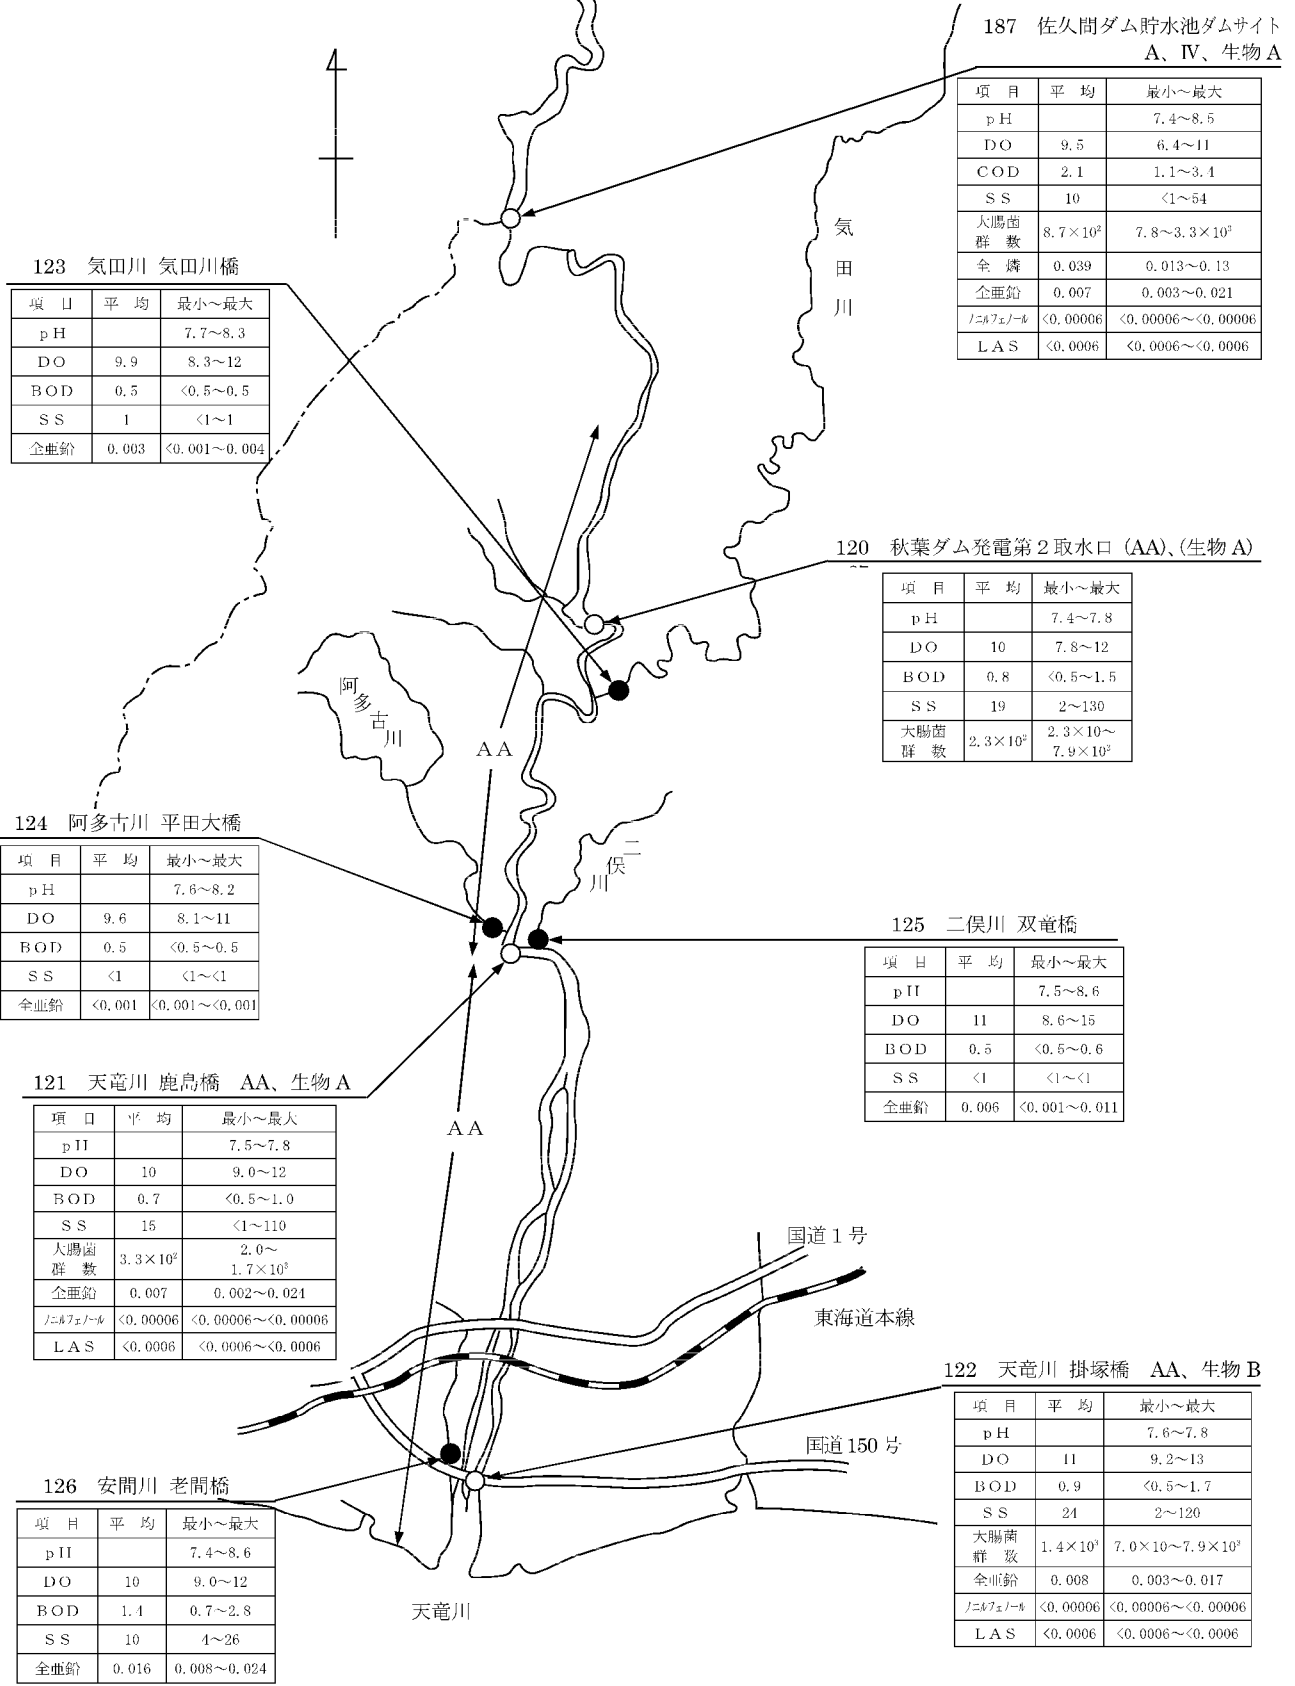 187 佐久間ダム貯水池ダムサイト
A、Ⅳ、生物A
項 目 平 均 最小～最大
pH 7.4～8.5
DO 9.5 6.4～11
COD 2.1 1.1～3.4
SS 10 <1～54
大腸菌群数 8.7×10² 7.8～3.3×10³
全 燐 0.039 0.013～0.13
全亜鉛 0.007 0.003～0.021
ノニルフェノール <0.00006 <0.00006～<0.00006
LAS <0.0006 <0.0006～<0.0006
気田川
123 気田川 気田川橋
項 目 平 均 最小～最大
pH 7.7～8.3
DO 9.9 8.3～12
BOD 0.5 <0.5～0.5
SS 1 <1～1
全亜鉛 0.003 <0.001～0.004
120 秋葉ダム発電第2取水口 (AA)、(生物A)
項 目 平 均 最小～最大
pH 7.4～7.8
DO 10 7.8～12
BOD 0.8 <0.5～1.5
SS 19 2～130
大腸菌群数 2.3×10² 2.3×10～
7.9×10²
阿多古川
AA
124 阿多古川 平田大橋
項 目 平 均 最小～最大
pH 7.6～8.2
DO 9.6 8.1～11
BOD 0.5 <0.5～0.5
SS <1 <1～<1
全亜鉛 <0.001 <0.001～<0.001
二俣川
125 二俣川 双竜橋
項 目 平 均 最小～最大
pH 7.5～8.6
DO 11 8.6～15
BOD 0.5 <0.5～0.6
SS <1 <1～<1
全亜鉛 0.006 <0.001～0.011
121 天竜川 鹿島橋 AA、生物A
項 目 平 均 最小～最大
pH 7.5～7.8
DO 10 9.0～12
BOD 0.7 <0.5～1.0
SS 15 <1～110
大腸菌群数 3.3×10² 2.0～
1.7×10³
全亜鉛 0.007 0.002～0.024
ノニルフェノール <0.00006 <0.00006～<0.00006
LAS <0.0006 <0.0006～<0.0006
AA
国道1号
東海道本線
122 天竜川 掛塚橋 AA、生物B
項 目 平 均 最小～最大
pH 7.6～7.8
DO 11 9.2～13
BOD 0.9 <0.5～1.7
SS 24 2～120
大腸菌群数 1.4×10³ 7.0×10～7.9×10³
全亜鉛 0.008 0.003～0.017
ノニルフェノール <0.00006 <0.00006～<0.00006
LAS <0.0006 <0.0006～<0.0006
国道150号
126 安間川 老間橋
項 目 平 均 最小～最大
pH 7.4～8.6
DO 10 9.0～12
BOD 1.4 0.7～2.8
SS 10 4～26
全亜鉛 0.016 0.008～0.024
天竜川